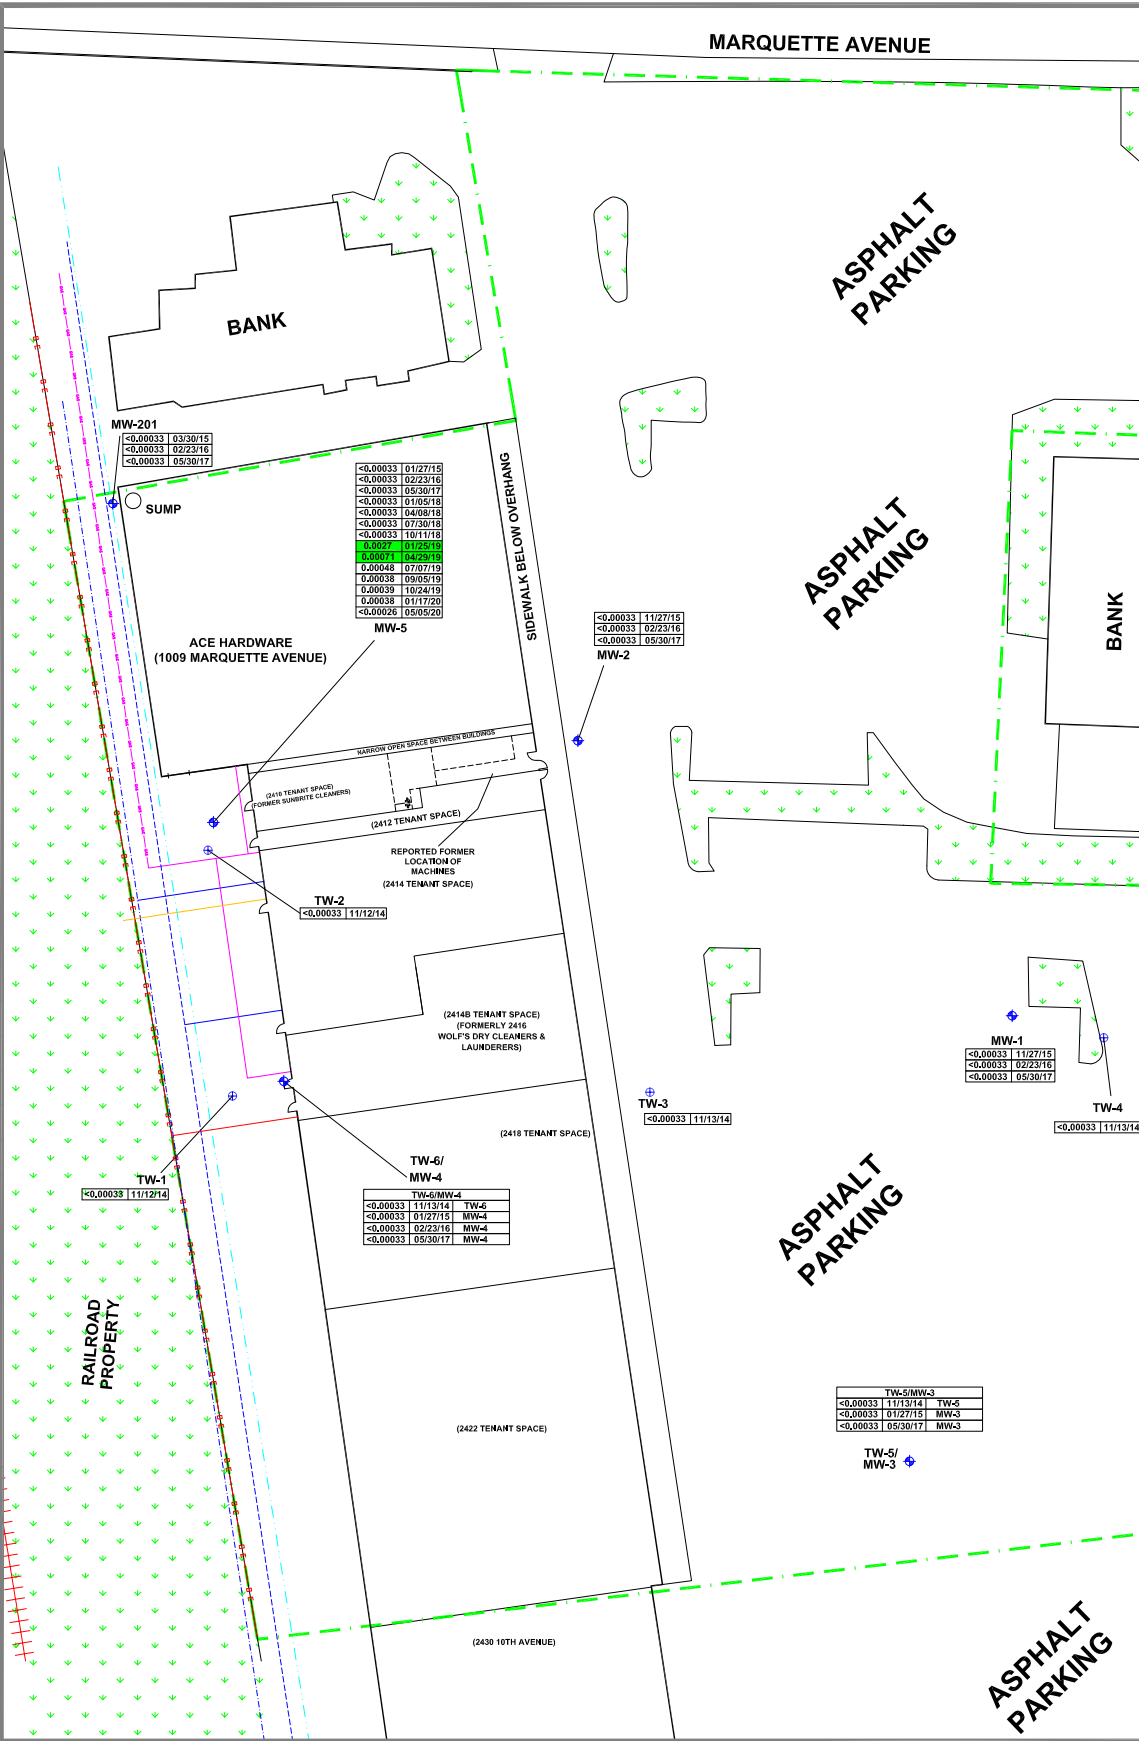 MARQUETTE AVENUE
ASPHALT
PARKING
BANK
MW-201
<0.00033 03/30/15
<0.00033 02/23/16
<0.00033 05/30/17
SUMP
<0.00033 01/27/15
<0.00033 02/23/16
<0.00033 05/30/17
<0.00033 01/05/18
<0.00033 04/08/18
<0.00033 07/30/18
<0.00033 10/11/18
0.0027 01/25/19
0.00071 04/29/19
0.00048 07/07/19
0.00038 09/05/19
0.00039 10/24/19
0.00038 01/17/20
<0.00026 05/05/20
MW-5
SIDEWALK BELOW OVERHANG
ASPHALT
PARKING
BANK
ACE HARDWARE
(1009 MARQUETTE AVENUE)
<0.00033 11/27/15
<0.00033 02/23/16
<0.00033 05/30/17
MW-2
NARROW OPEN SPACE BETWEEN BUILDINGS
(2410 TENANT SPACE)
(FORMER SUNBRITE CLEANERS)
(2412 TENANT SPACE)
REPORTED FORMER
LOCATION OF
MACHINES
(2414 TENANT SPACE)
TW-2
<0.00033 11/12/14
(2414B TENANT SPACE)
(FORMERLY 2416
WOLF'S DRY CLEANERS &
LAUNDERERS)
MW-1
<0.00033 11/27/15
<0.00033 02/23/16
<0.00033 05/30/17
TW-3
<0.00033 11/13/14
TW-4
<0.00033 11/13/14
(2418 TENANT SPACE)
TW-1
<0.00033 11/12/14
TW-6/
MW-4
TW-6/MW-4
<0.00033 11/13/14 TW-6
<0.00033 01/27/15 MW-4
<0.00033 02/23/16 MW-4
<0.00033 05/30/17 MW-4
ASPHALT
PARKING
RAILROAD
PROPERTY
TW-5/MW-3
<0.00033 11/13/14 TW-5
<0.00033 01/27/15 MW-3
<0.00033 05/30/17 MW-3
TW-5/
MW-3
(2422 TENANT SPACE)
(2430 10TH AVENUE)
ASPHALT
PARKING